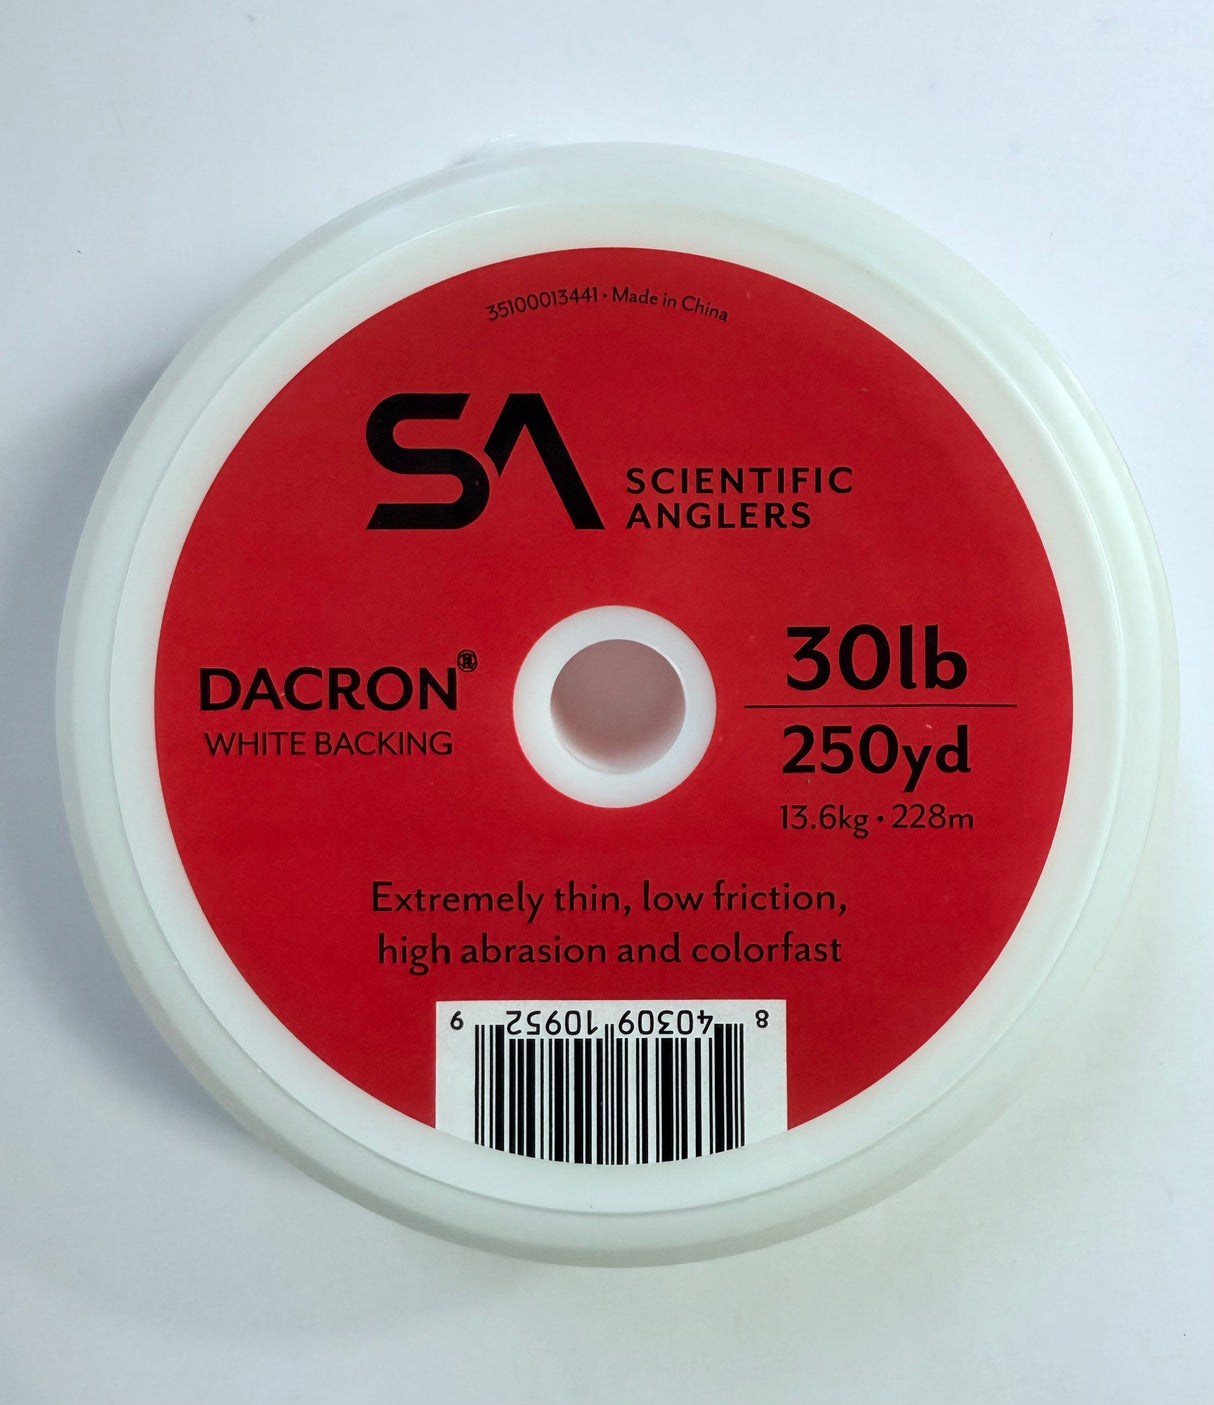 35100013441 • Made in China
SA
SCIENTIFIC
ANGLERS
DACRON®
WHITE BACKING
30lb
250yd
13.6kg • 228m
Extremely thin, low friction,
high abrasion and colorfast
8 40309 10952 9